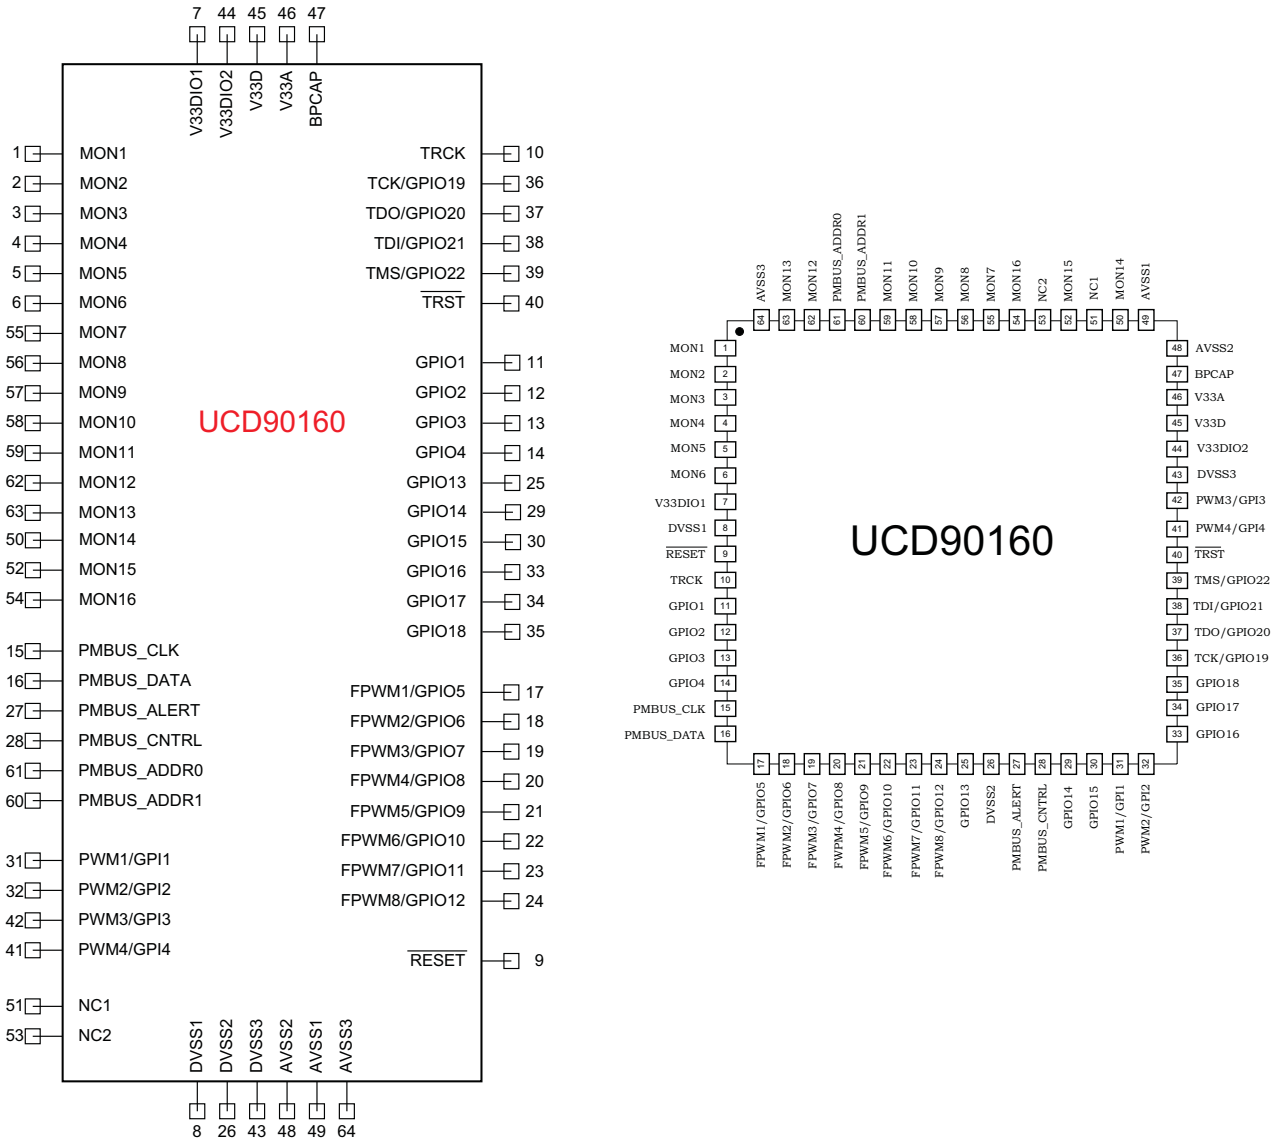 7 44 45 46 47
V33DIO1
V33DIO2
V33D
V33A
BPCAP
1 MON1
2 MON2
3 MON3
4 MON4
5 MON5
6 MON6
55 MON7
56 MON8
57 MON9
58 MON10
59 MON11
62 MON12
63 MON13
50 MON14
52 MON15
54 MON16
15 PMBUS_CLK
16 PMBUS_DATA
27 PMBUS_ALERT
28 PMBUS_CNTRL
61 PMBUS_ADDR0
60 PMBUS_ADDR1
31 PWM1/GPI1
32 PWM2/GPI2
42 PWM3/GPI3
41 PWM4/GPI4
51 NC1
53 NC2
UCD90160
TRCK 10
TCK/GPIO19 36
TDO/GPIO20 37
TDI/GPIO21 38
TMS/GPIO22 39
TRST 40
GPIO1 11
GPIO2 12
GPIO3 13
GPIO4 14
GPIO13 25
GPIO14 29
GPIO15 30
GPIO16 33
GPIO17 34
GPIO18 35
FPWM1/GPIO5 17
FPWM2/GPIO6 18
FPWM3/GPIO7 19
FPWM4/GPIO8 20
FPWM5/GPIO9 21
FPWM6/GPIO10 22
FPWM7/GPIO11 23
FPWM8/GPIO12 24
RESET 9
DVSS1
DVSS2
DVSS3
AVSS2
AVSS1
AVSS3
8 26 43 48 49 64
AVSS3 64
MON13 63
MON12 62
PMBUS_ADDR0 61
PMBUS_ADDR1 60
MON11 59
MON10 58
MON9 57
MON8 56
MON7 55
MON16 54
NC2 53
MON15 52
NC1 51
MON14 50
AVSS1 49
MON1 1
MON2 2
MON3 3
MON4 4
MON5 5
MON6 6
V33DIO1 7
DVSS1 8
RESET 9
TRCK 10
GPIO1 11
GPIO2 12
GPIO3 13
GPIO4 14
PMBUS_CLK 15
PMBUS_DATA 16
UCD90160
48 AVSS2
47 BPCAP
46 V33A
45 V33D
44 V33DIO2
43 DVSS3
42 PWM3/GPI3
41 PWM4/GPI4
40 TRST
39 TMS/GPIO22
38 TDI/GPIO21
37 TDO/GPIO20
36 TCK/GPIO19
35 GPIO18
34 GPIO17
33 GPIO16
17 FPWM1/GPIO5
18 FPWM2/GPIO6
19 FPWM3/GPIO7
20 FWPM4/GPIO8
21 FPWM5/GPIO9
22 FPWM6/GPIO10
23 FPWM7/GPIO11
24 FPWM8/GPIO12
25 GPIO13
26 DVSS2
27 PMBUS_ALERT
28 PMBUS_CNTRL
29 GPIO14
30 GPIO15
31 PWM1/GPI1
32 PWM2/GPI2